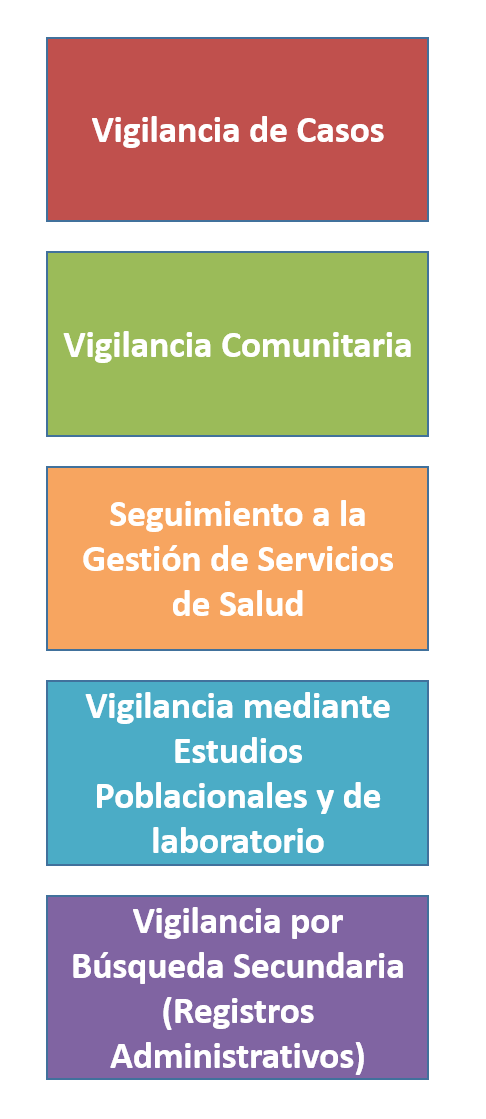 Vigilancia de Casos
Vigilancia Comunitaria
Seguimiento a la
Gestión de Servicios
de Salud
Vigilancia mediante
Estudios
Poblacionales y de
laboratorio
Vigilancia por
Búsqueda Secundaria
(Registros
Administrativos)